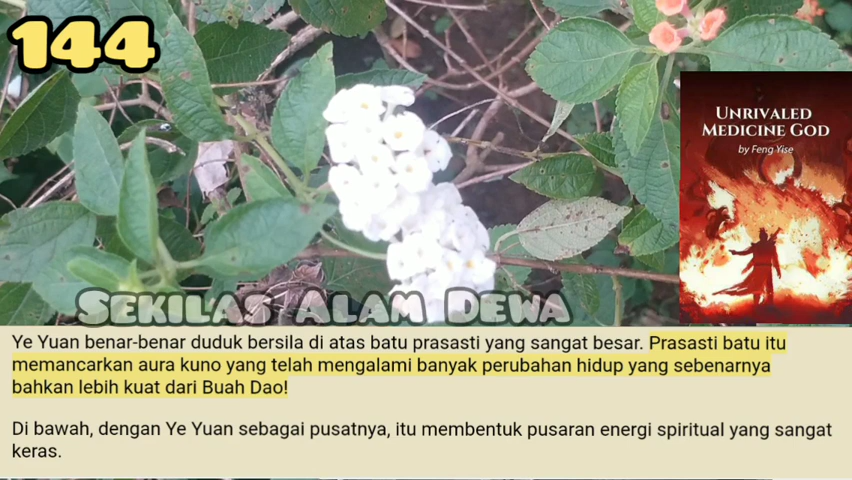 144
UNRIVALED
MEDICINE GOD
by Feng Yise
SEKILAS ALAM DEWA
Ye Yuan benar-benar duduk bersila di atas batu prasasti yang sangat besar. Prasasti batu itu
memancarkan aura kuno yang telah mengalami banyak perubahan hidup yang sebenarnya
bahkan lebih kuat dari Buah Dao!
Di bawah, dengan Ye Yuan sebagai pusatnya, itu membentuk pusaran energi spiritual yang sangat
keras.